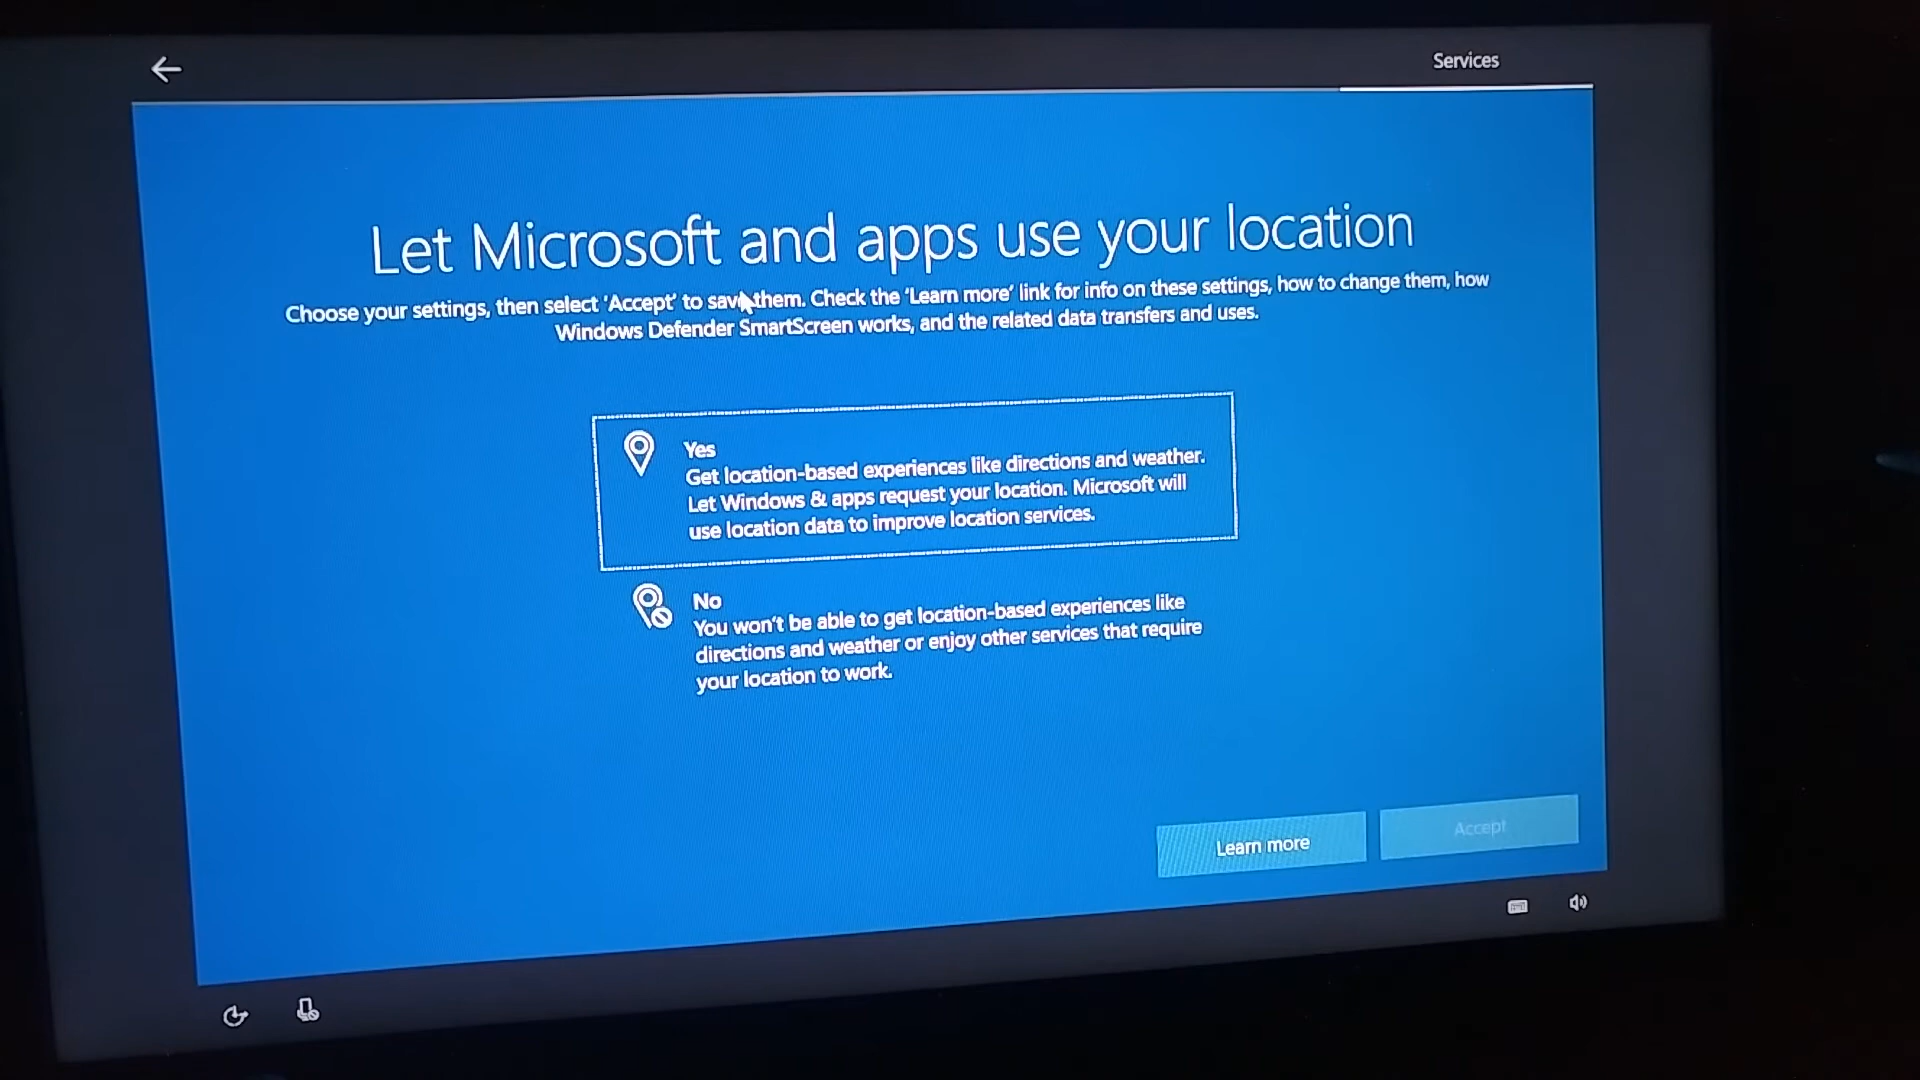 Services
Let Microsoft and apps use your location
Choose your settings, then select 'Accept' to save them. Check the 'Learn more' link for info on these settings, how to change them, how
Windows Defender SmartScreen works, and the related data transfers and uses.
Yes
Get location-based experiences like directions and weather.
Let Windows & apps request your location. Microsoft will
use location data to improve location services.
No
You won't be able to get location-based experiences like
directions and weather or enjoy other services that require
your location to work.
Learn more
Accept